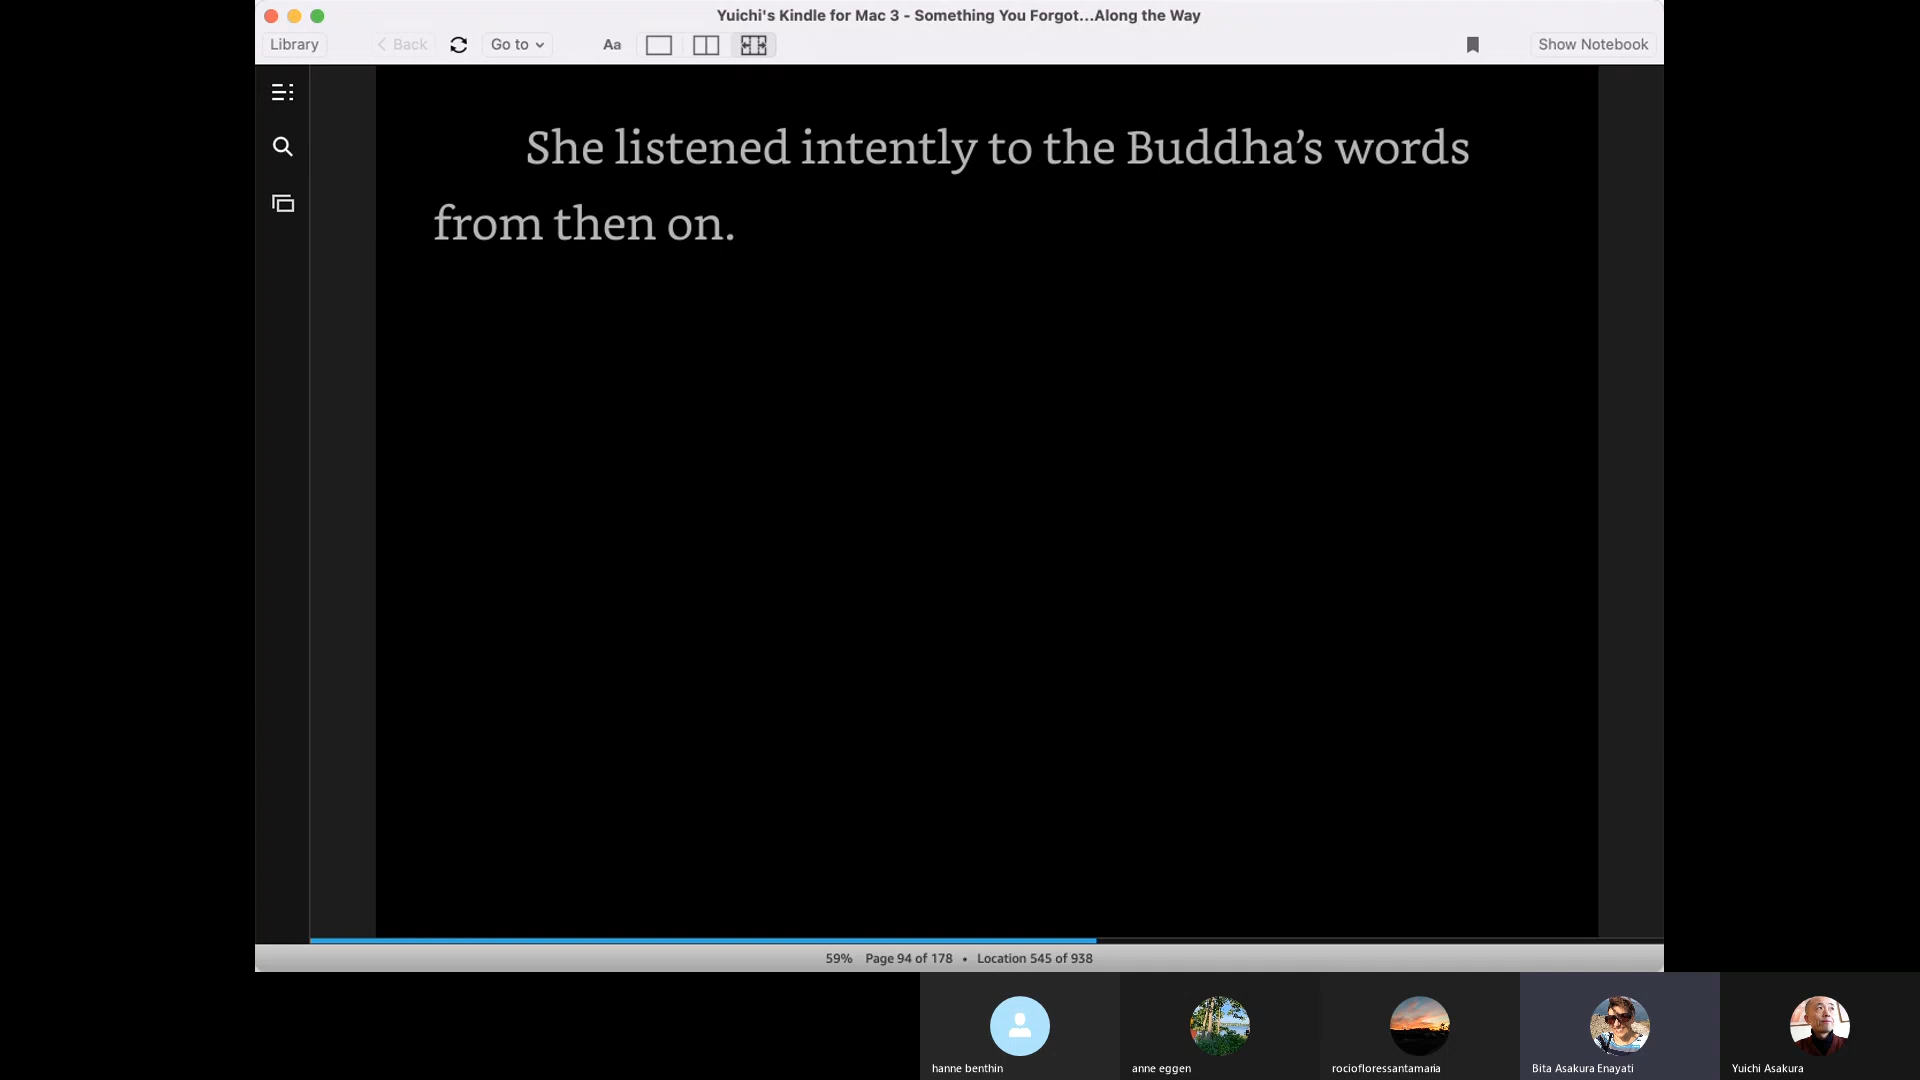 Yuichi's Kindle for Mac 3 - Something You Forgot...Along the Way
Library
Back
Go to
Aa
Show Notebook
She listened intently to the Buddha’s words
from then on.
59% Page 94 of 178 • Location 545 of 938
hanne benthin
anne eggen
rociofloressantamaria
Bita Asakura Enayati
Yuichi Asakura